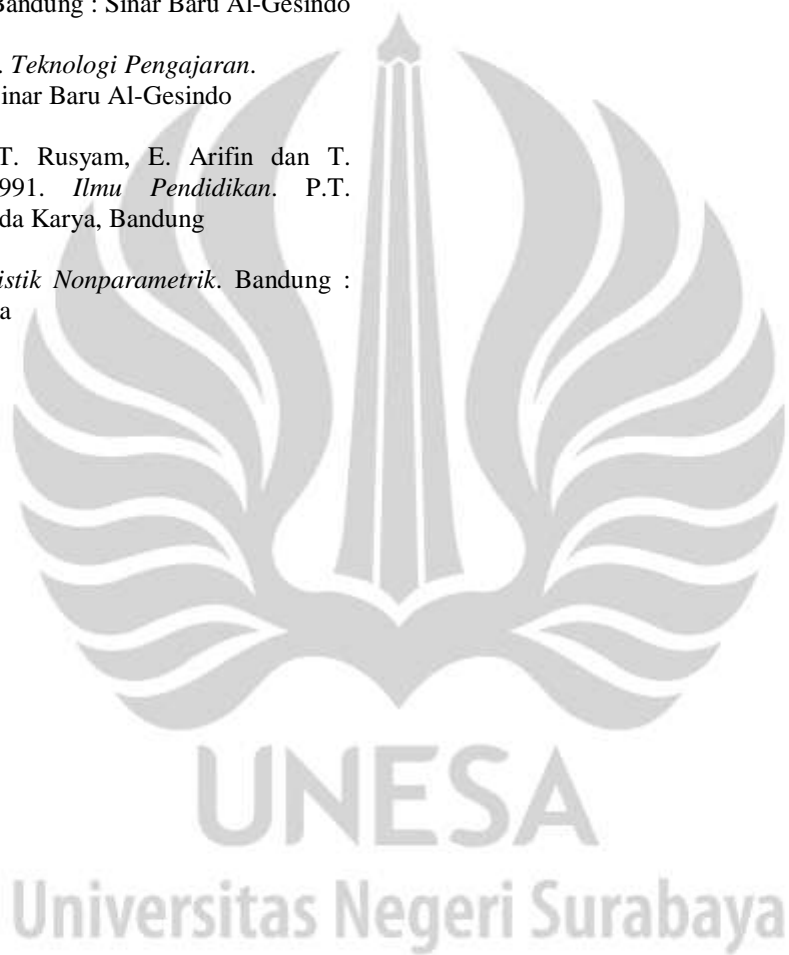 Bandung : Sinar Baru Al-Gesindo
. Teknologi Pengajaran.
inar Baru Al-Gesindo
T. Rusyam, E. Arifin dan T.
991. Ilmu Pendidikan. P.T.
da Karya, Bandung
istik Nonparametrik. Bandung :
a
UNESA
Universitas Negeri Surabaya